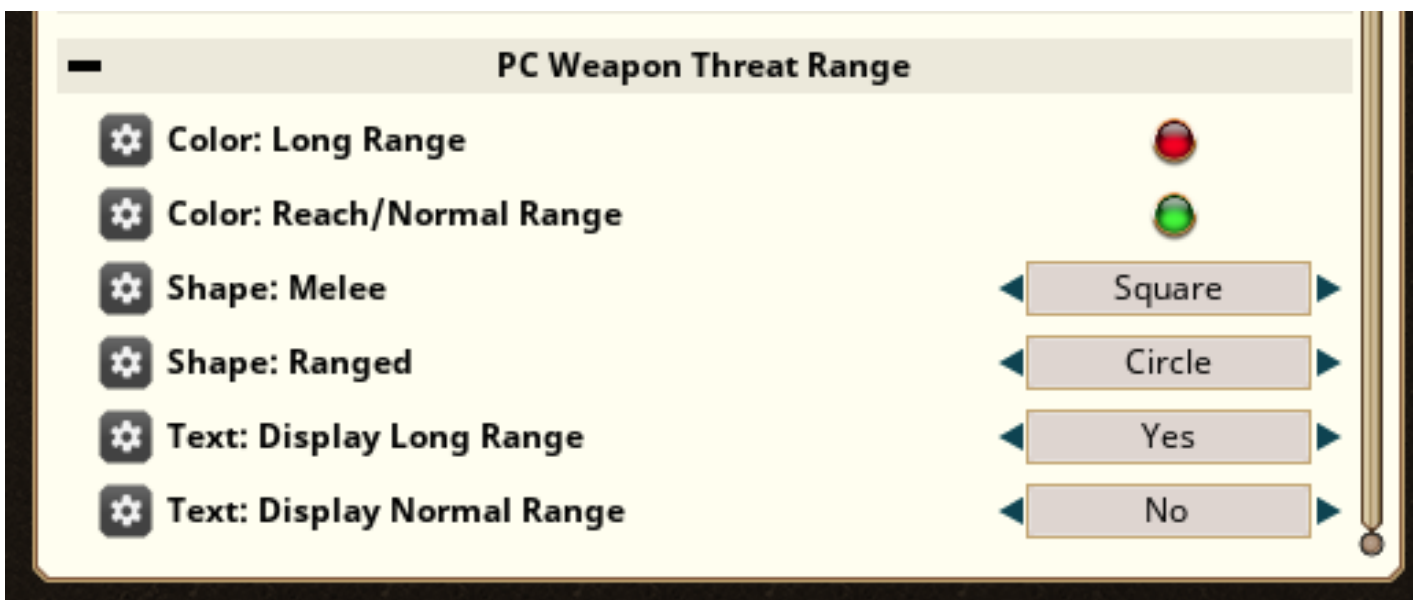 PC Weapon Threat Range
Color: Long Range
Color: Reach/Normal Range
Shape: Melee Square
Shape: Ranged Circle
Text: Display Long Range Yes
Text: Display Normal Range No